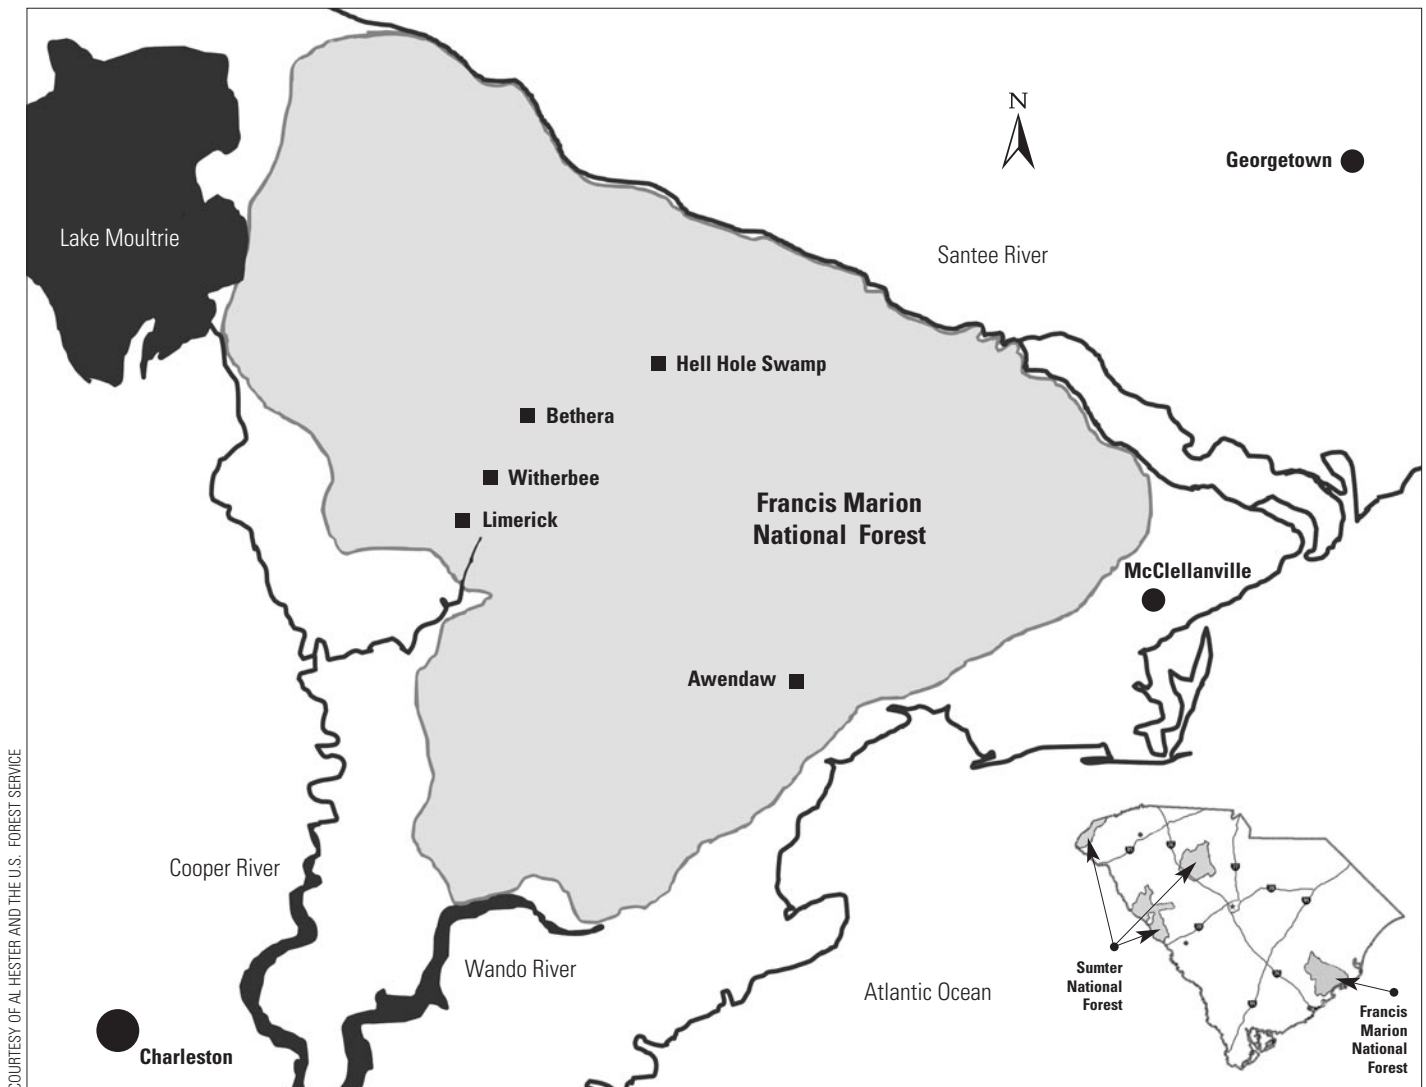 N
Georgetown
Lake Moultrie
Santee River
Hell Hole Swamp
Bethera
Witherbee
Limerick
Francis Marion
National Forest
McClellanville
Awendaw
Cooper River
Wando River
Atlantic Ocean
Charleston
Sumter
National
Forest
Francis
Marion
National
Forest
COURTESY OF AL HESTER AND THE U.S. FOREST SERVICE